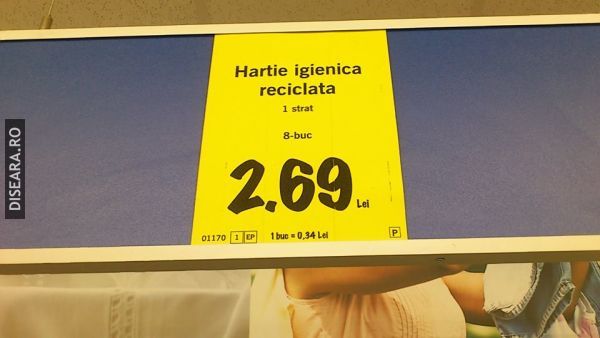 Hartie igienica
reciclata
1 strat
8-buc
2.69 Lei
01170 1 EP 1 buc = 0,34 Lei P
DISEARA.RO